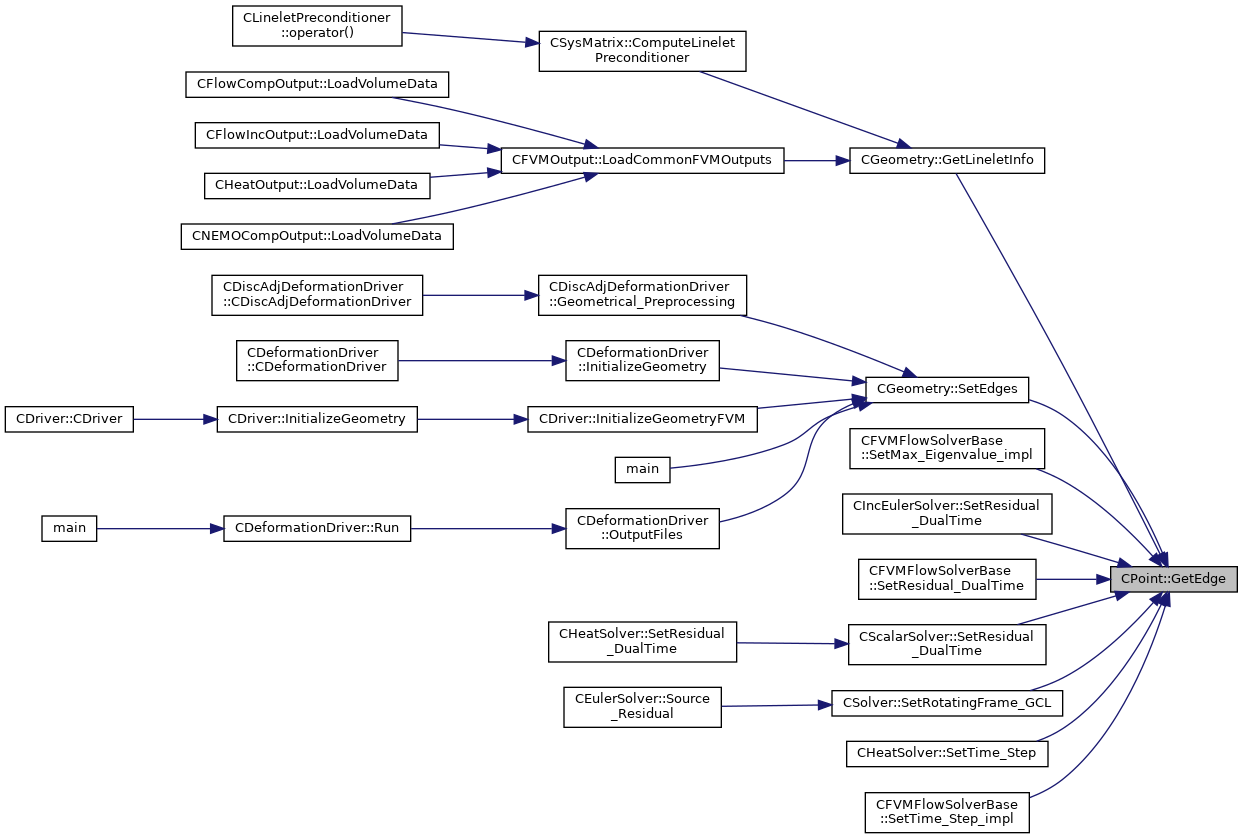 CLineletPreconditioner
::operator()
CSysMatrix::ComputeLinelet
Preconditioner
CFlowCompOutput::LoadVolumeData
CFlowIncOutput::LoadVolumeData
CFVMOutput::LoadCommonFVMOutputs
CGeometry::GetLineletInfo
CHeatOutput::LoadVolumeData
CNEMOCompOutput::LoadVolumeData
CDiscAdjDeformationDriver
::CDiscAdjDeformationDriver
CDiscAdjDeformationDriver
::Geometrical_Preprocessing
CDeformationDriver
::CDeformationDriver
CDeformationDriver
::InitializeGeometry
CGeometry::SetEdges
CDriver::CDriver
CDriver::InitializeGeometry
CDriver::InitializeGeometryFVM
CFVMFlowSolverBase
::SetMax_Eigenvalue_impl
main
CIncEulerSolver::SetResidual
_DualTime
main
CDeformationDriver::Run
CDeformationDriver
::OutputFiles
CFVMFlowSolverBase
::SetResidual_DualTime
CPoint::GetEdge
CHeatSolver::SetResidual
_DualTime
CScalarSolver::SetResidual
_DualTime
CEulerSolver::Source
_Residual
CSolver::SetRotatingFrame_GCL
CHeatSolver::SetTime_Step
CFVMFlowSolverBase
::SetTime_Step_impl